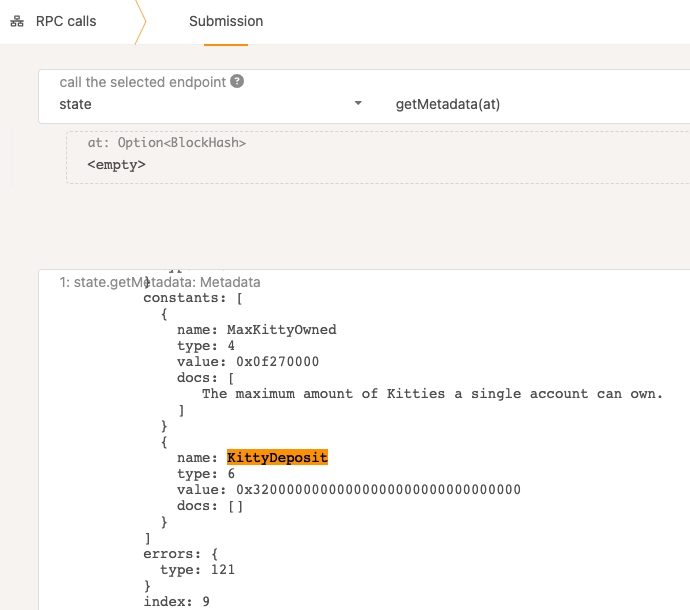 RPC calls
Submission
call the selected endpoint ?
state
getMetadata(at)
at: Option<BlockHash>
<empty>
1: state.getMetadata: Metadata
}
constants: [
{
name: MaxKittyOwned
type: 4
value: 0x0f270000
docs: [
The maximum amount of Kitties a single account can own.
]
}
{
name: KittyDeposit
type: 6
value: 0x32000000000000000000000000000000
docs: []
}
]
errors: {
type: 121
}
index: 9